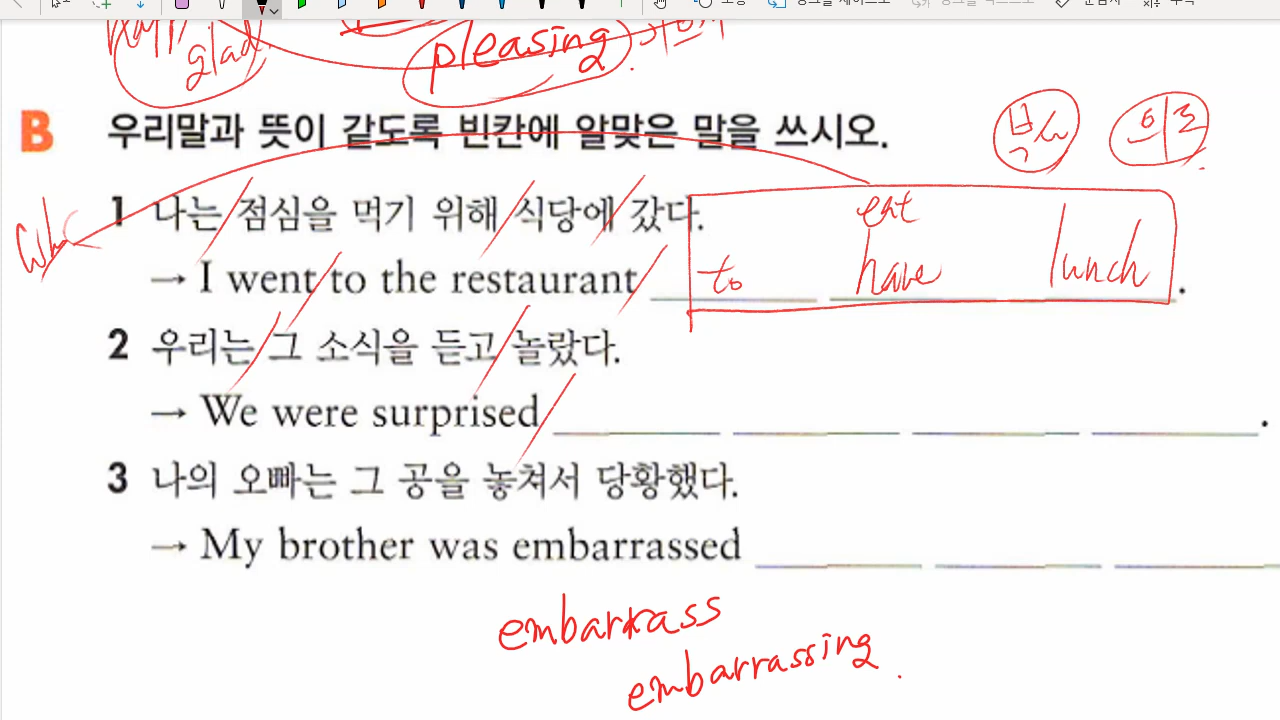 glad
pleasing
B 우리말과 뜻이 같도록 빈칸에 알맞은 말을 쓰시오.
부사 의도
1 나는 점심을 먹기 위해 식당에 갔다.
eat
→ I went to the restaurant to have lunch.
2 우리는 그 소식을 듣고 놀랐다.
→ We were surprised .
3 나의 오빠는 그 공을 놓쳐서 당황했다.
→ My brother was embarrassed
embarrass
embarrassing.